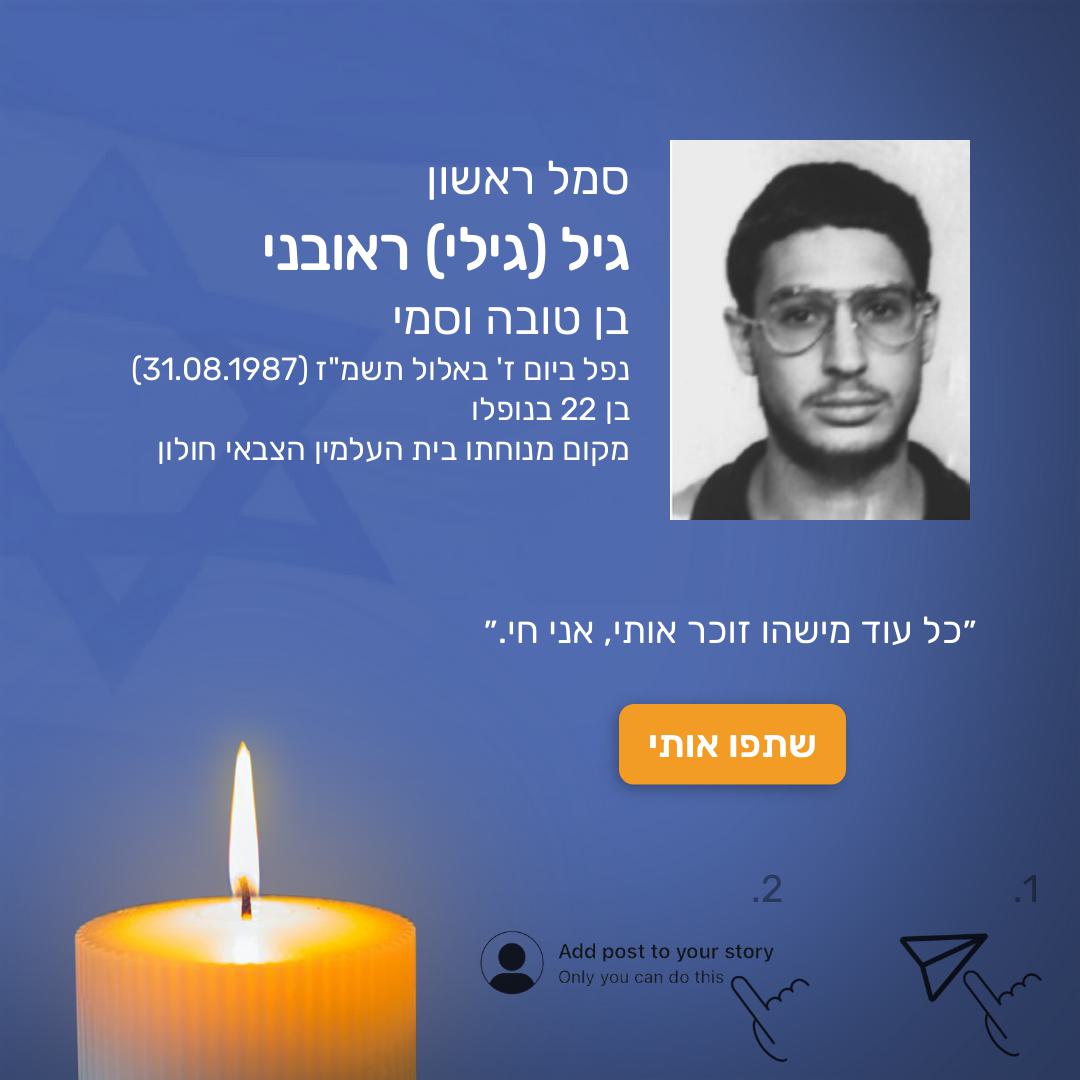 סמל ראשון
גיל (גילי) ראובני
בן טובה וסמי
נפל ביום ז' באלול תשמ"ז (31.08.1987)
בן 22 בנופלו
מקום מנוחתו בית העלמין הצבאי חולון
״כל עוד מישהו זוכר אותי, אני חי.״
שתפו אותי
.1
.2
Add post to your story
Only you can do this